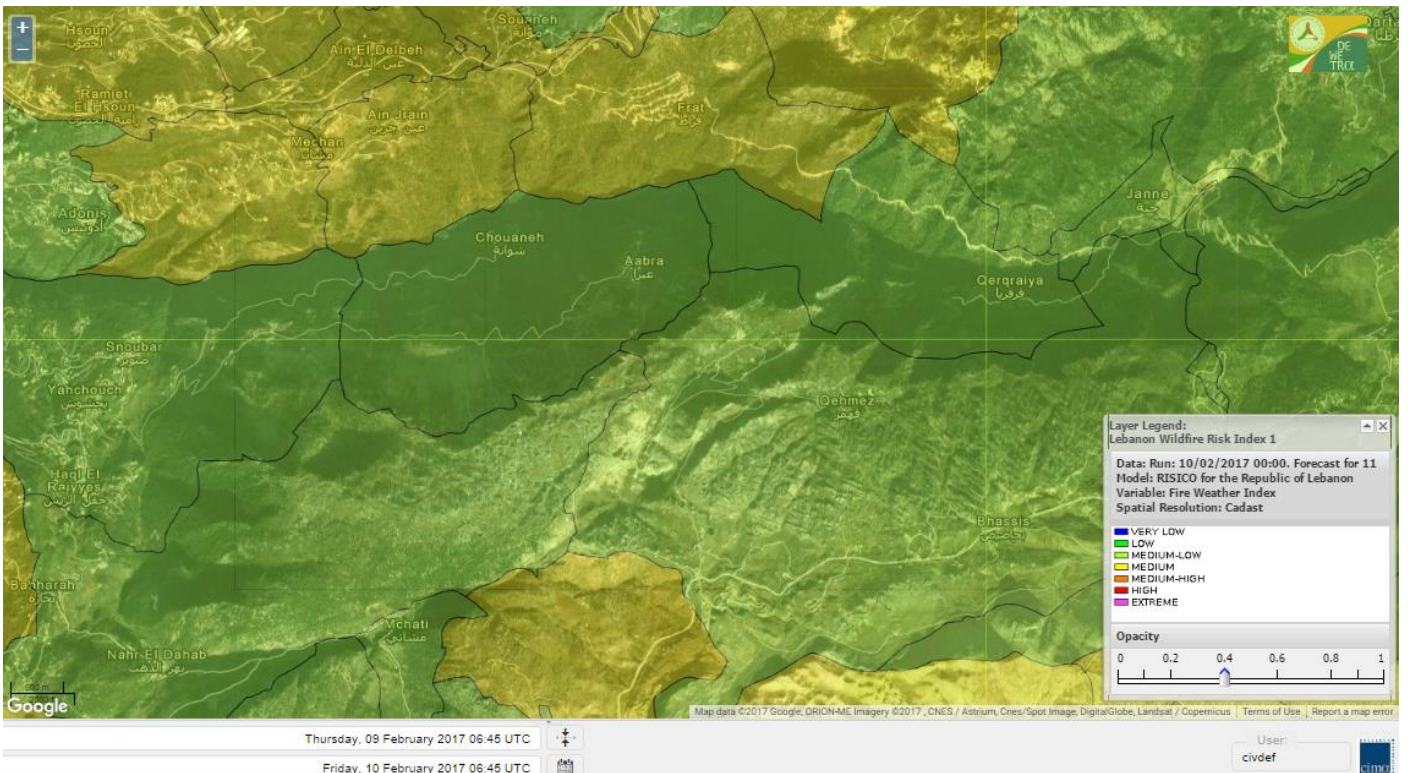 +
−
Hsoun
الحصون
Souaneh
صوانة
Ain El Delbeh
عين الدلبة
DE
WE
TRα
Ramiet
El Hsoun
رامية الحصون
Ain Jrain
عين جرين
Frat
فراط
Mechan
مشان
Janne
جنة
Adonis
أدونيس
Chouaneh
شوانة
Aabra
عبرا
Qerqraiya
قرقريا
Snoubar
صنوبر
Yahchouch
يحشوش
Qehmez
قهمز
Haql El
Raiyyes
حقل الريس
Bhassis
Banharah
Mchati
مشاتي
Nahr El Dahab
نهر الذهب
Layer Legend:
Lebanon Wildfire Risk Index 1
Data: Run: 10/02/2017 00:00. Forecast for 11
Model: RISICO for the Republic of Lebanon
Variable: Fire Weather Index
Spatial Resolution: Cadast
VERY LOW
LOW
MEDIUM-LOW
MEDIUM
MEDIUM-HIGH
HIGH
EXTREME
Opacity
0 0.2 0.4 0.6 0.8 1
500 m
Google
Map data ©2017 Google, ORION-ME Imagery ©2017 , CNES / Astrium, Cnes/Spot Image, DigitalGlobe, Landsat / Copernicus Terms of Use Report a map error
Thursday, 09 February 2017 06:45 UTC
Friday, 10 February 2017 06:45 UTC
User:
civdef
cima